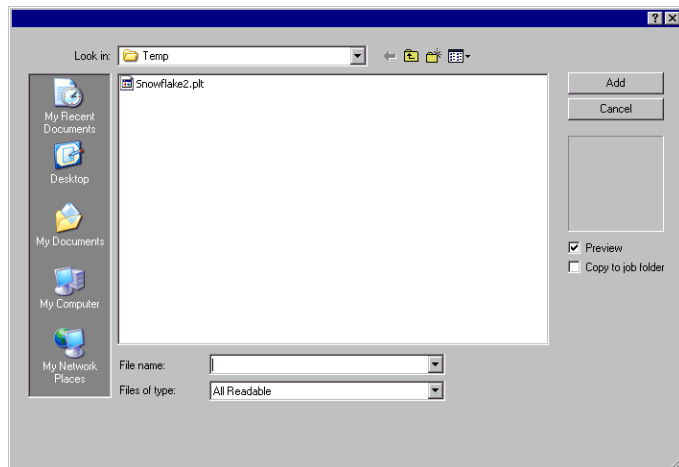 Look in:
Temp
Snowflake2.plt
My Recent
Documents
Desktop
My Documents
My Computer
My Network
Places
File name:
Files of type:
All Readable
Add
Cancel
Preview
Copy to job folder